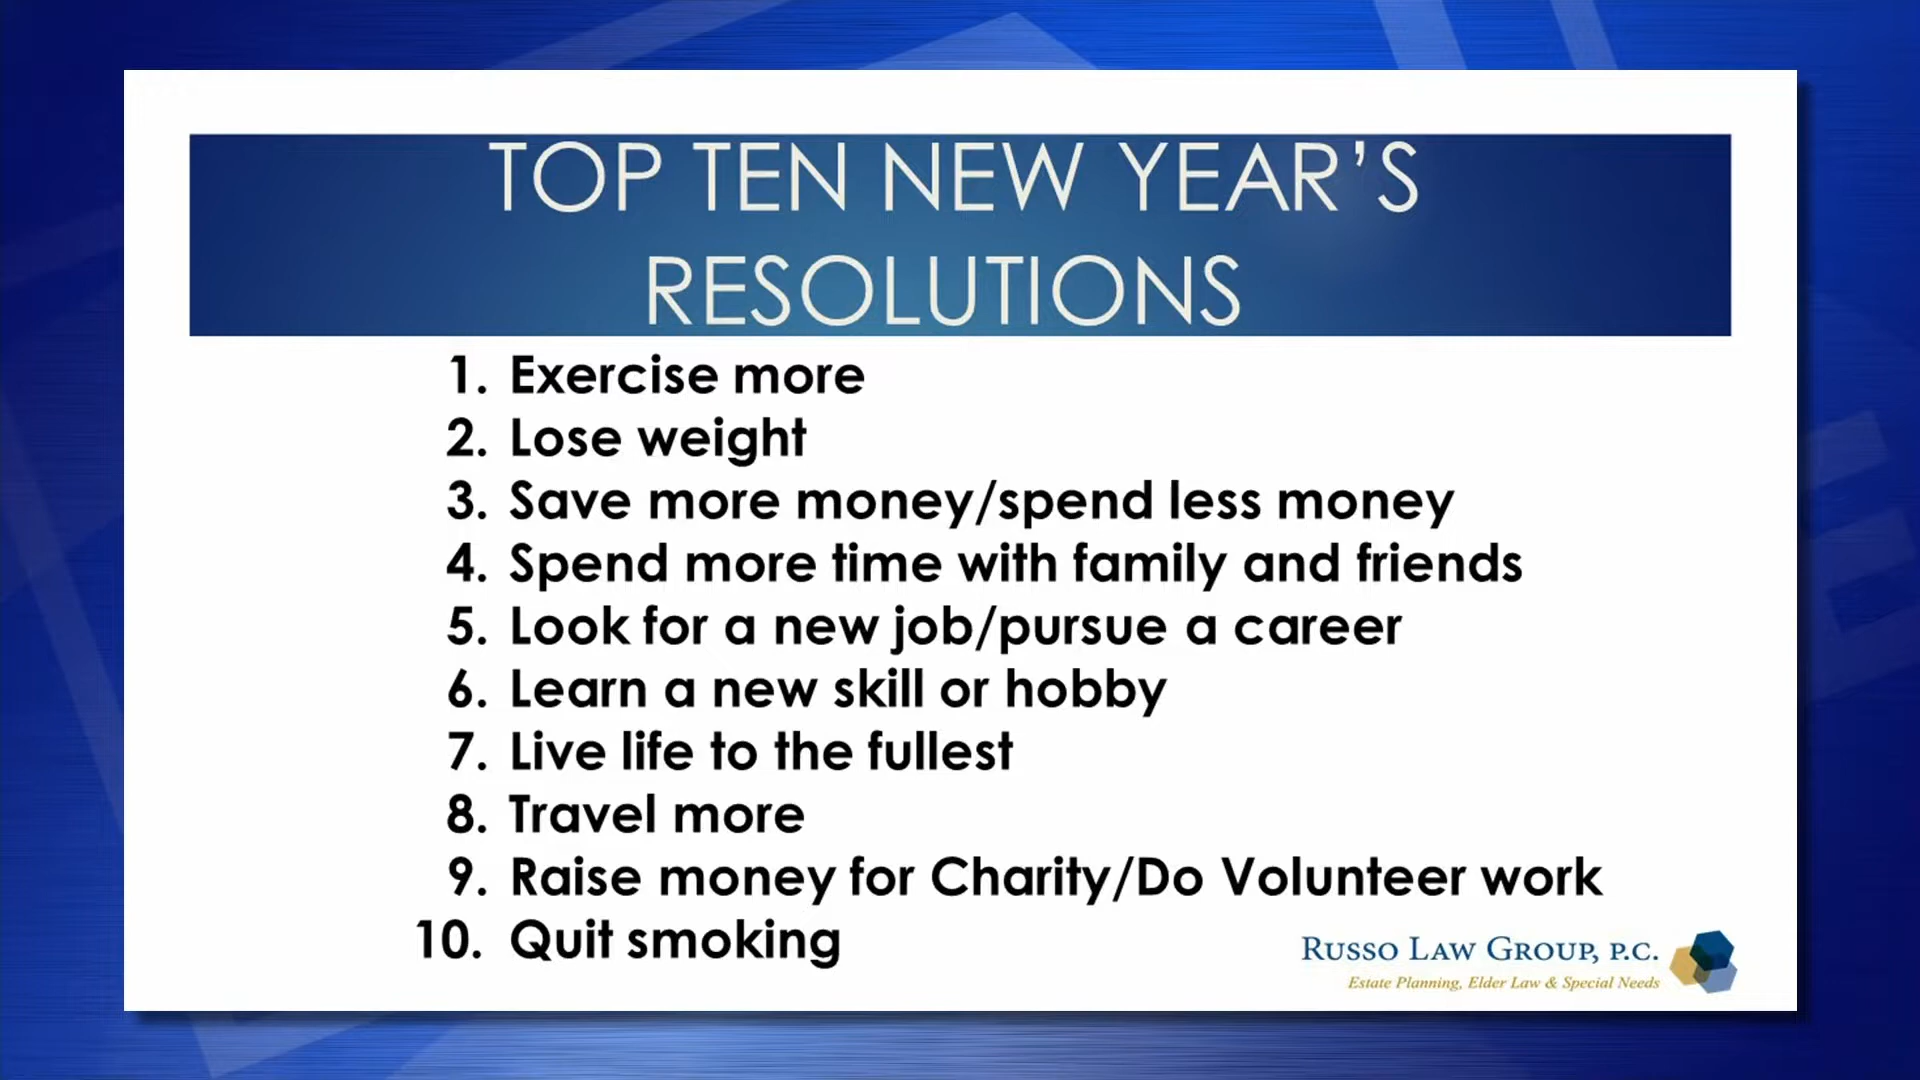 TOP TEN NEW YEAR’S
RESOLUTIONS
1. Exercise more
2. Lose weight
3. Save more money/spend less money
4. Spend more time with family and friends
5. Look for a new job/pursue a career
6. Learn a new skill or hobby
7. Live life to the fullest
8. Travel more
9. Raise money for Charity/Do Volunteer work
10. Quit smoking
RUSSO LAW GROUP, P.C.
Estate Planning, Elder Law & Special Needs